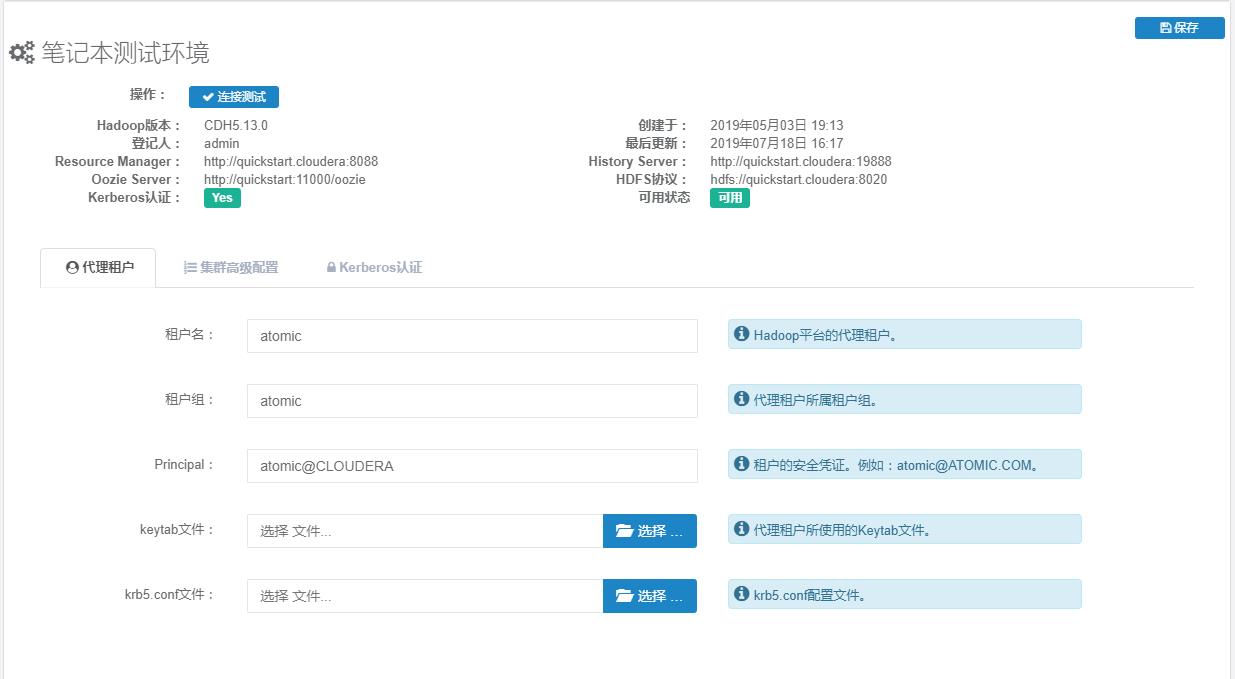 保存
笔记本测试环境
操作： 连接测试
Hadoop版本： CDH5.13.0 创建于： 2019年05月03日 19:13
登记人： admin 最后更新： 2019年07月18日 16:17
Resource Manager： http://quickstart.cloudera:8088 History Server： http://quickstart.cloudera:19888
Oozie Server： http://quickstart:11000/oozie HDFS协议： hdfs://quickstart.cloudera:8020
Kerberos认证： Yes 可用状态 可用
代理租户 集群高级配置 Kerberos认证
租户名： atomic Hadoop平台的代理租户。
租户组： atomic 代理租户所属租户组。
Principal： atomic@CLOUDERA 租户的安全凭证。例如：atomic@ATOMIC.COM。
keytab文件： 选择 文件... 选择 ... 代理租户所使用的Keytab文件。
krb5.conf文件： 选择 文件... 选择 ... krb5.conf配置文件。